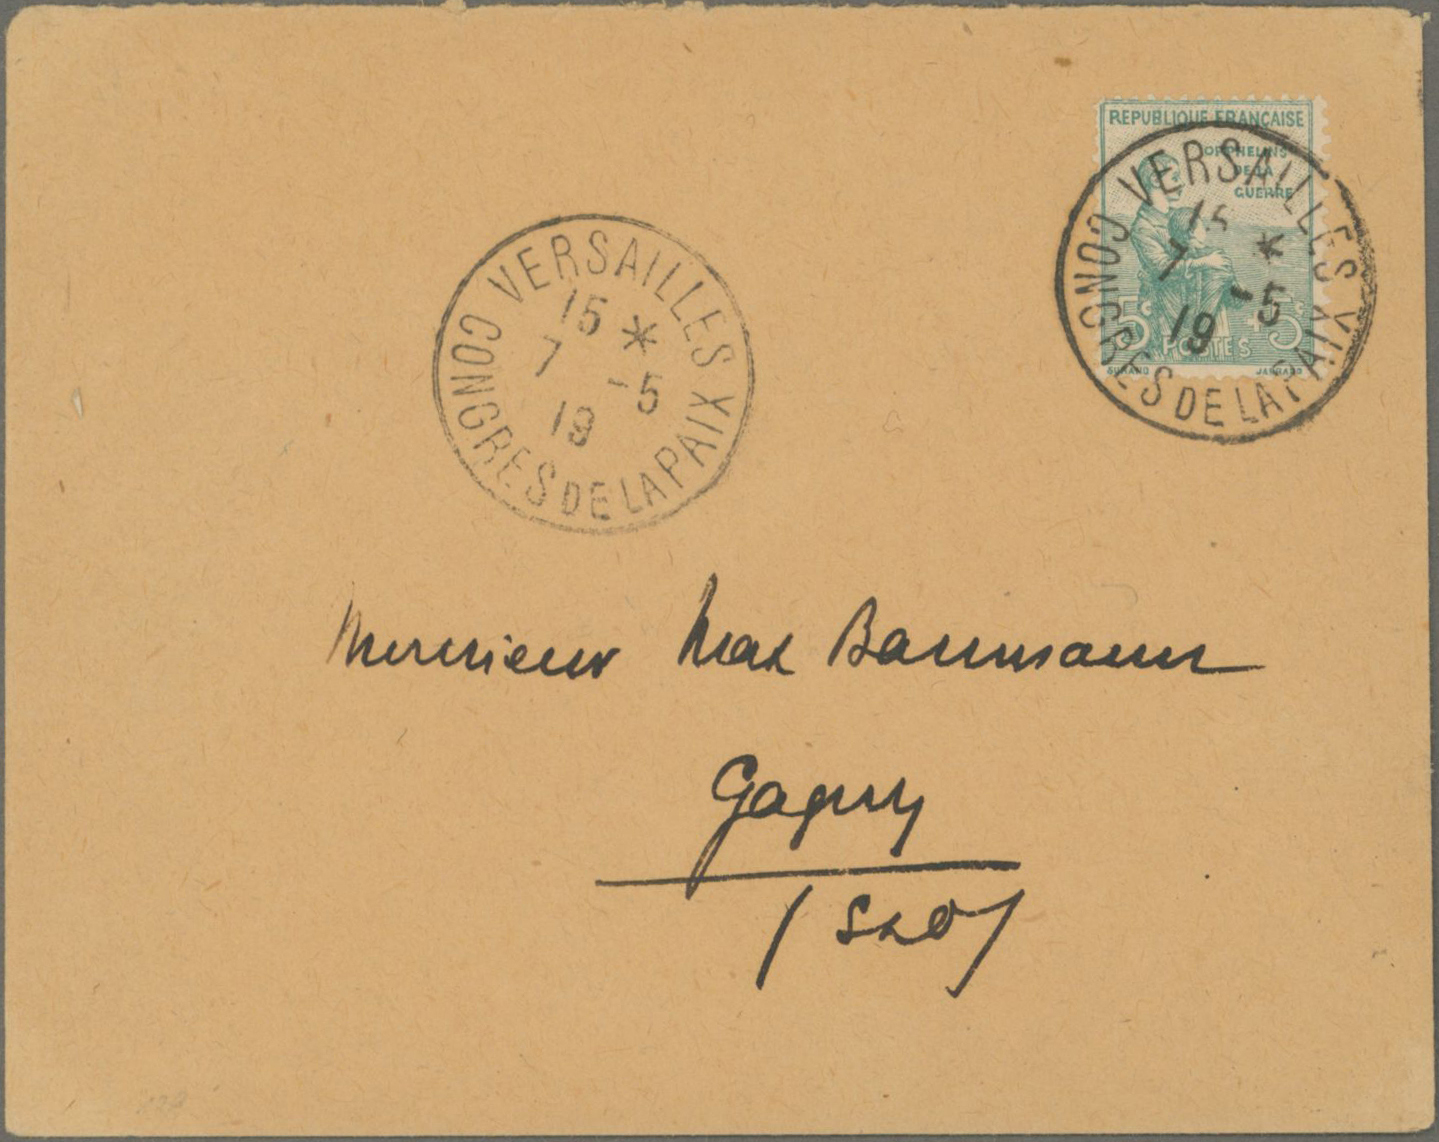 REPUBLIQUE FRANÇAISE
ORPHELINS
DE LA
GUERRE
5c +5c
POSTES
VERSAILLES
15 *
7 -5
19
CONGRES DE LA PAIX
VERSAILLES
15 *
7 -5
19
CONGRES DE LA PAIX
Monsieur Max Baumann
Gagny
(S&O)